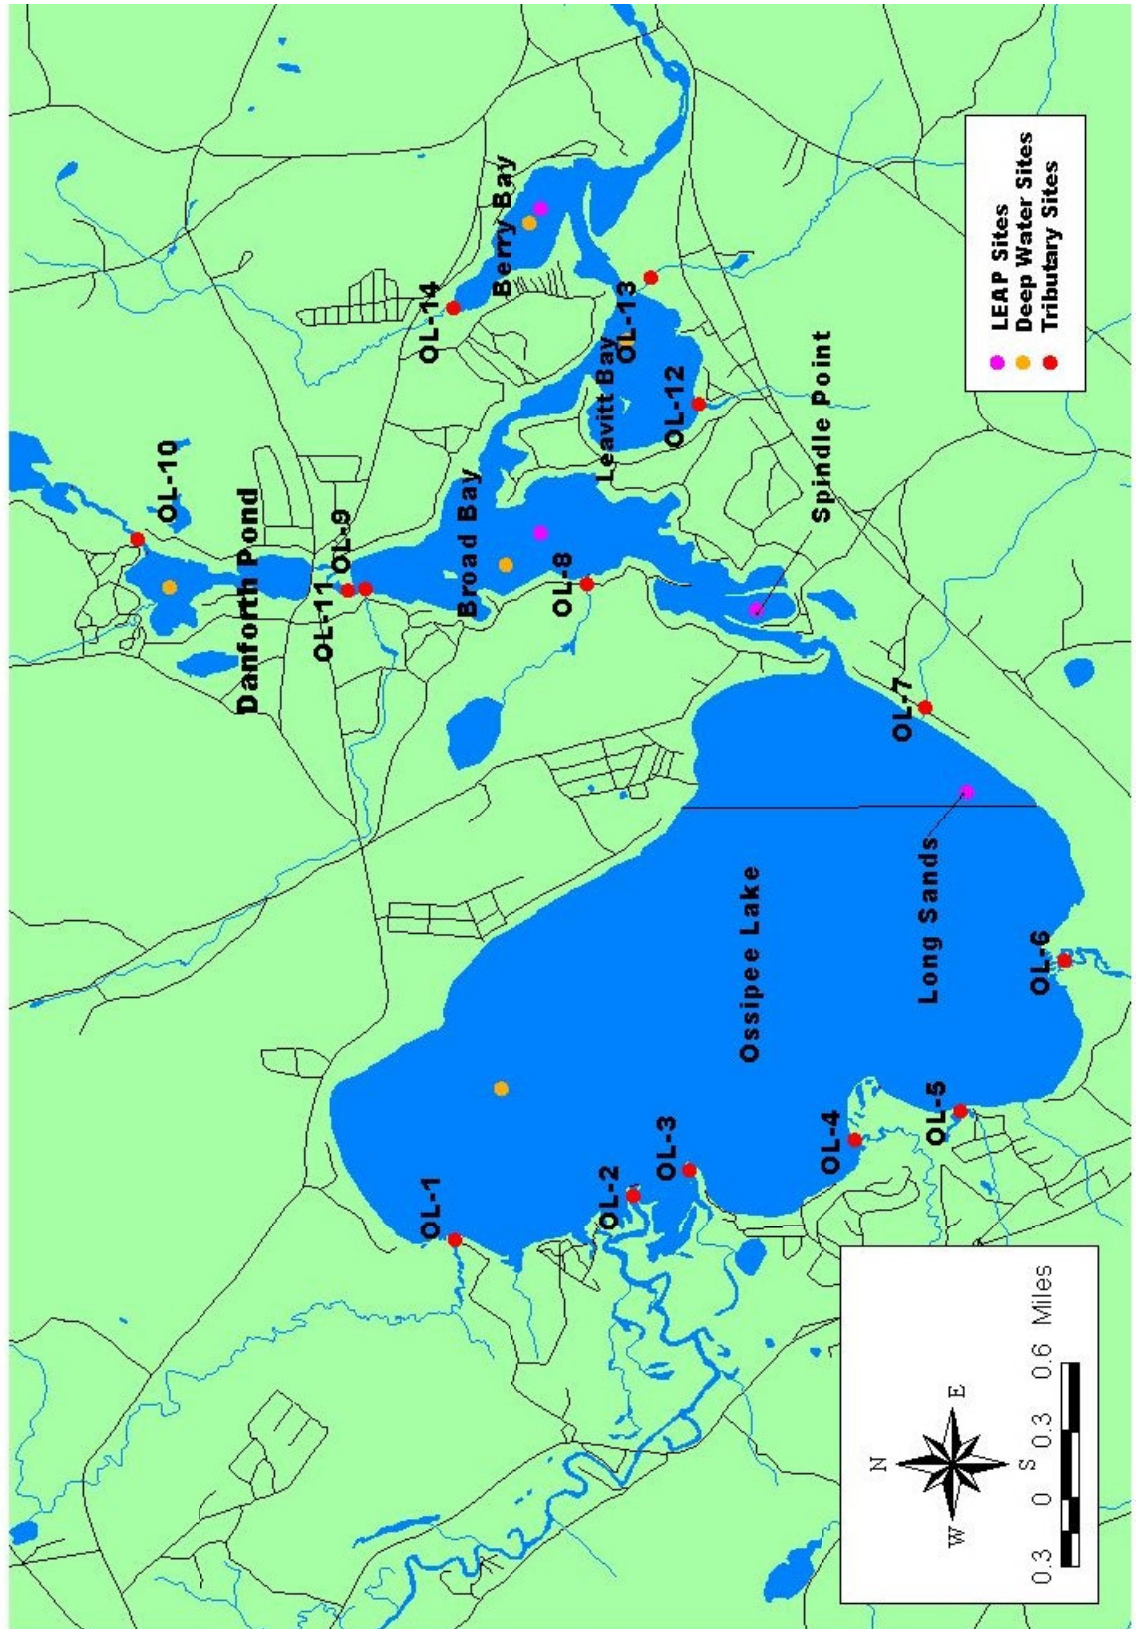 OL-10
Danforth Pond
OL-11
OL-9
Broad Bay
OL-8
OL-14
Berry Bay
OL-13
Leavitt Bay
OL-12
Spindle Point
OL-7
Ossipee Lake
Long Sands
OL-6
OL-1
OL-2
OL-3
OL-4
OL-5
LEAP Sites
Deep Water Sites
Tributary Sites
N
W E
S
0.3 0 0.3 0.6 Miles